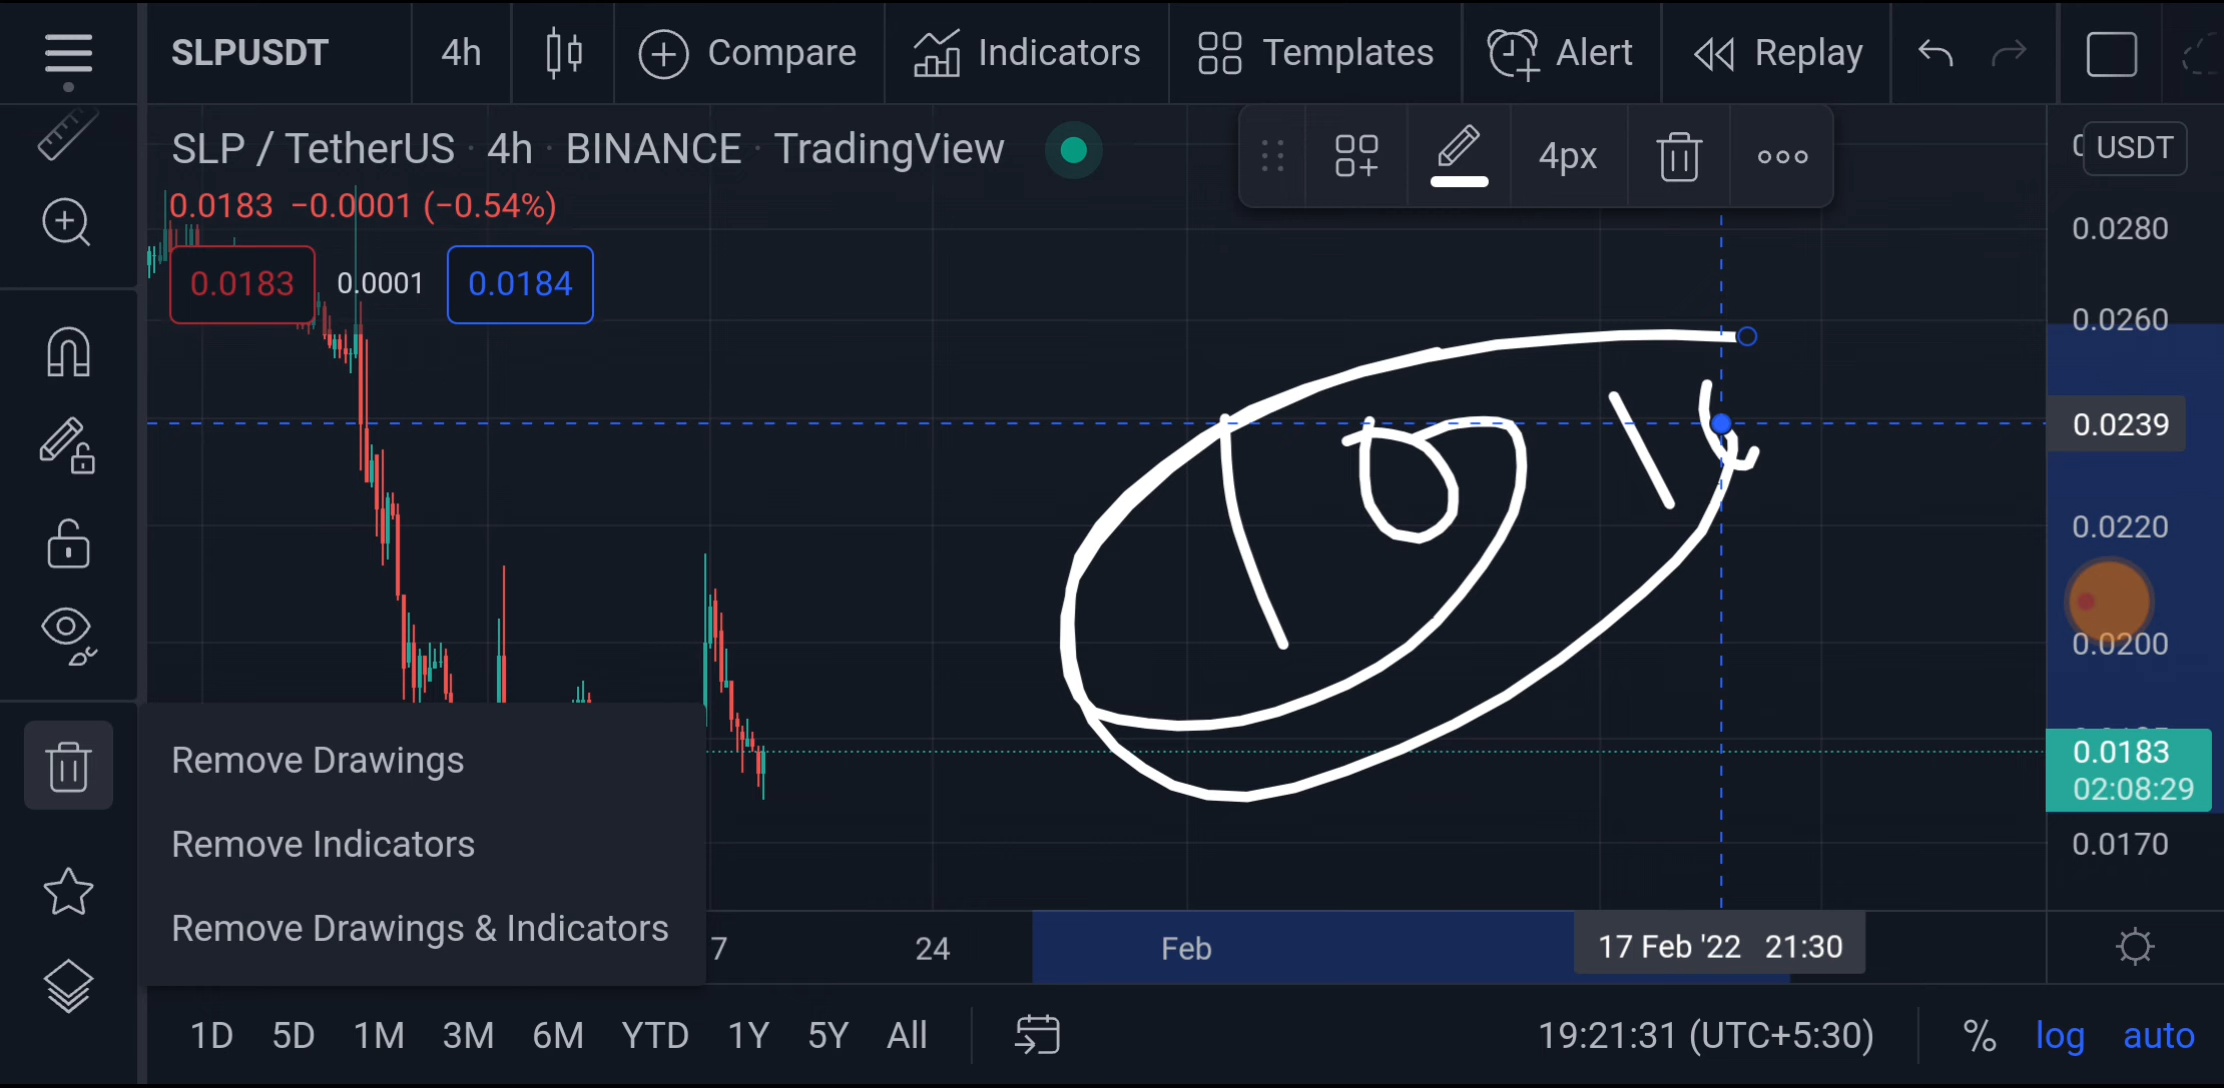 SLPUSDT 4h Compare Indicators Templates Alert Replay
SLP / TetherUS · 4h · BINANCE · TradingView
4px
USDT
0.0183 −0.0001 (−0.54%)
0.0280
0.0183 0.0001 0.0184
0.0260
0.0239
0.0220
0.0200
0.0183
02:08:29
0.0170
Remove Drawings
Remove Indicators
Remove Drawings & Indicators
7 24 Feb 17 Feb '22 21:30
1D 5D 1M 3M 6M YTD 1Y 5Y All 19:21:31 (UTC+5:30) % log auto